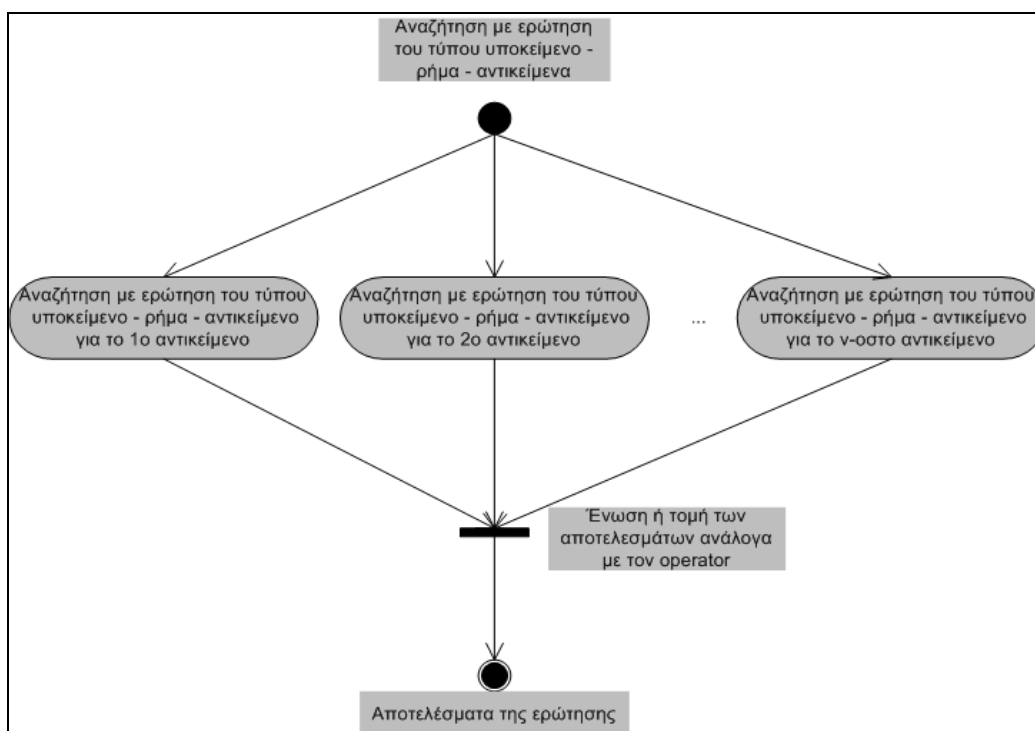 Αναζήτηση με ερώτηση
του τύπου υποκείμενο -
ρήμα - αντικείμενα
Αναζήτηση με ερώτηση του τύπου
υποκείμενο - ρήμα - αντικείμενο
για το 1ο αντικείμενο
Αναζήτηση με ερώτηση του τύπου
υποκείμενο - ρήμα - αντικείμενο
για το 2ο αντικείμενο
...
Αναζήτηση με ερώτηση του τύπου
υποκείμενο - ρήμα - αντικείμενο
για το ν-οστο αντικείμενο
Ένωση ή τομή των
αποτελεσμάτων ανάλογα
με τον operator
Αποτελέσματα της ερώτησης